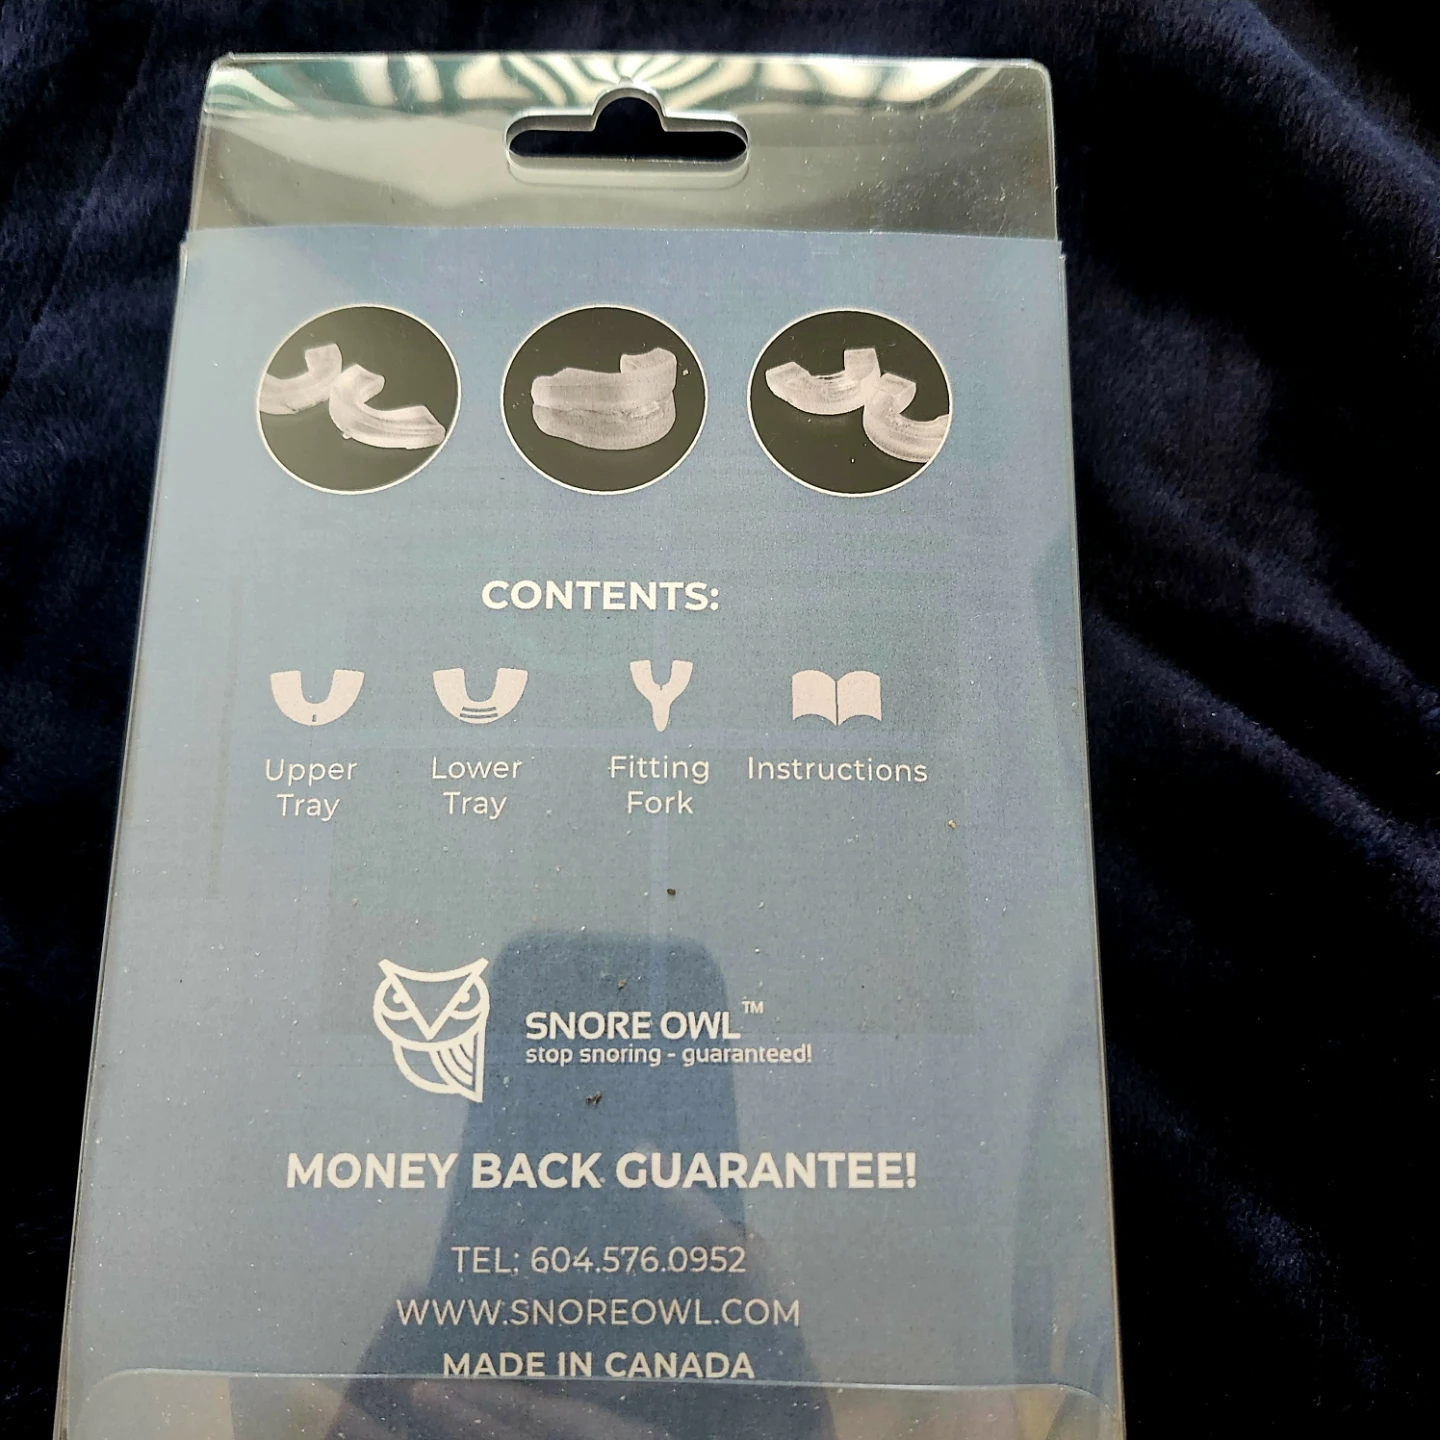 CONTENTS:
Upper Tray
Lower Tray
Fitting Fork
Instructions
SNORE OWL™
stop snoring - guaranteed!
MONEY BACK GUARANTEE!
TEL: 604.576.0952
WWW.SNOREOWL.COM
MADE IN CANADA